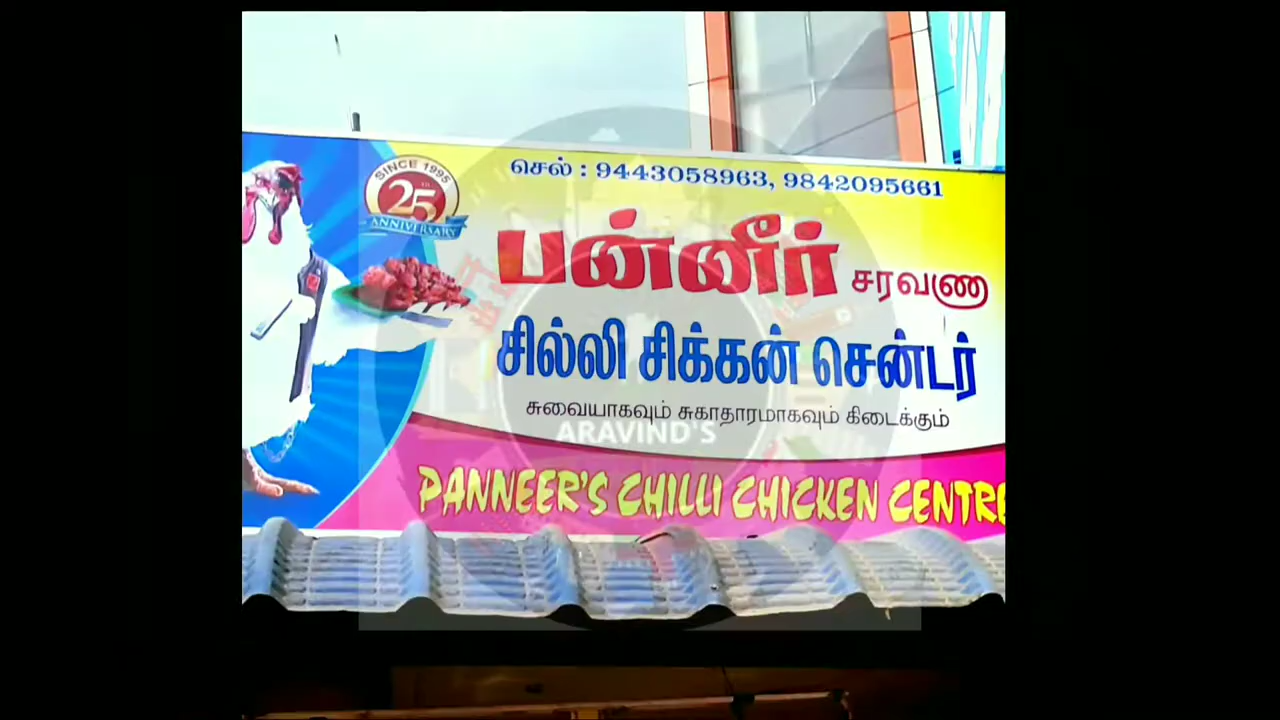 செல் : 9443058963, 9842095661
SINCE 1995
25
ANNIVERSARY
பன்னீர் சரவண
சில்லி சிக்கன் சென்டர்
சுவையாகவும் சுகாதாரமாகவும் கிடைக்கும்
ARAVIND'S
PANNEER'S CHILLI CHICKEN CENTRE